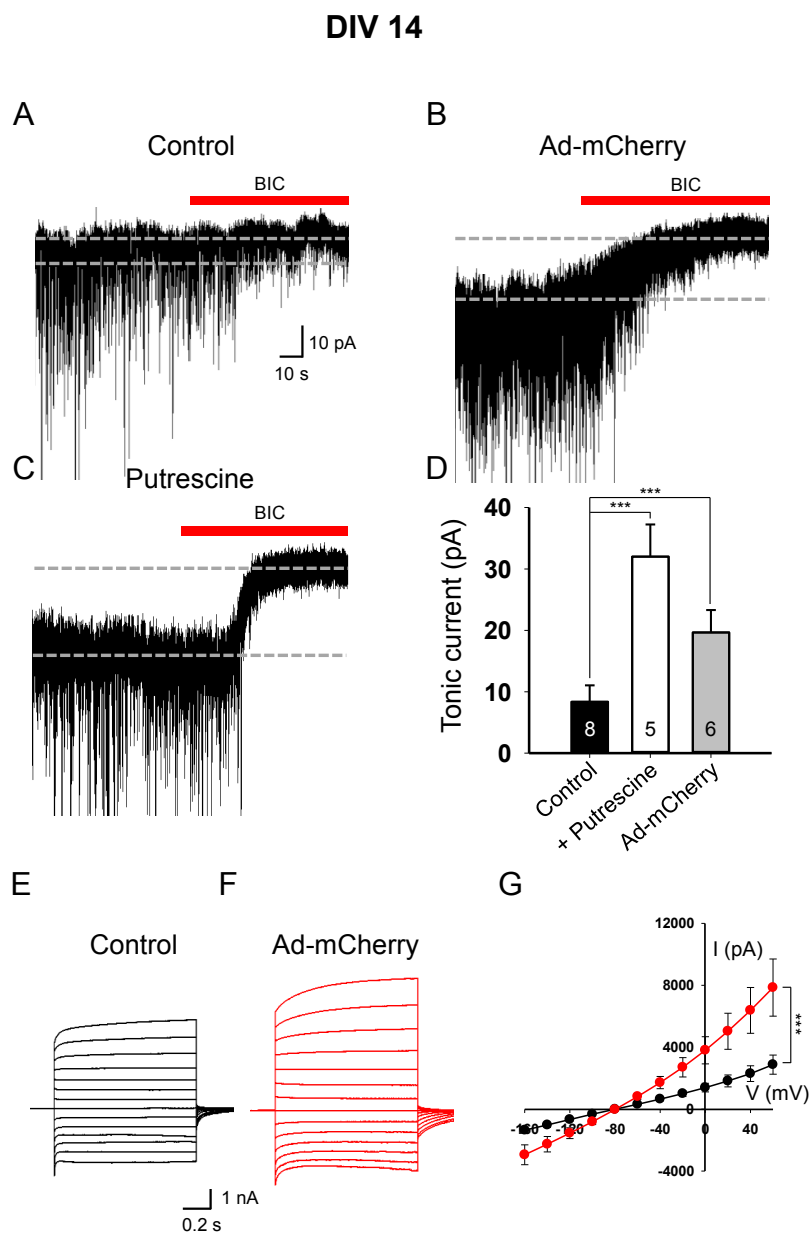 DIV 14
A
Control
BIC
10 pA
10 s
B
Ad-mCherry
BIC
C
Putrescine
BIC
D
Tonic current (pA)
40
30
20
10
0
***
***
8
5
6
Control
+ Putrescine
Ad-mCherry
E
Control
1 nA
0.2 s
F
Ad-mCherry
G
I (pA)
V (mV)
12000
8000
4000
0
-4000
-160
-120
-80
-40
0
40
***